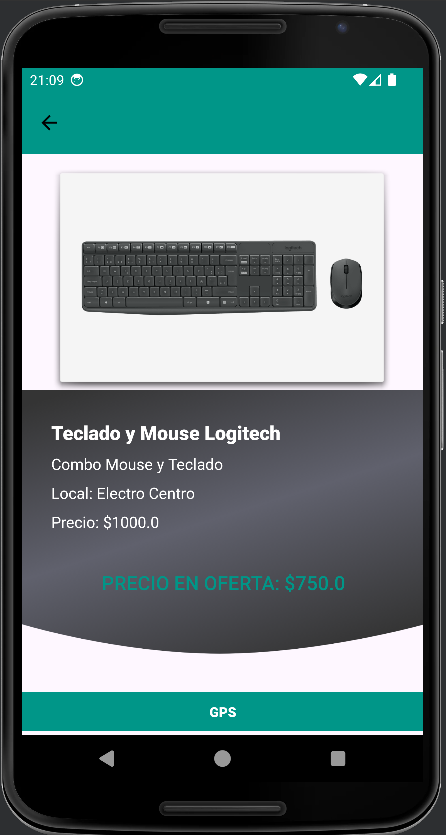 21:09
Teclado y Mouse Logitech
Combo Mouse y Teclado
Local: Electro Centro
Precio: $1000.0
PRECIO EN OFERTA: $750.0
GPS